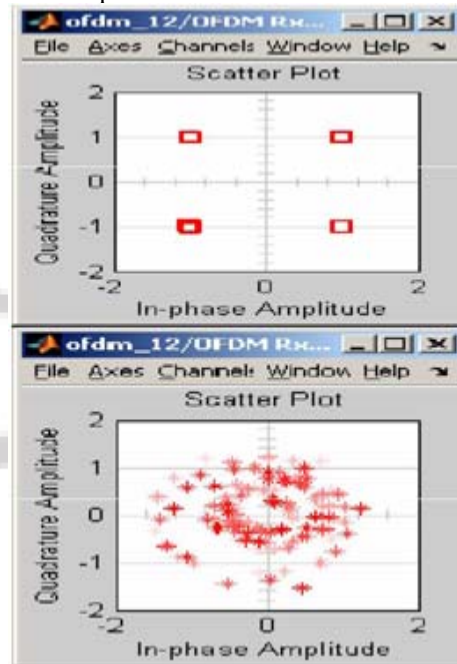 ofdm_12/OFDM Rx...
File Axes Channels Window Help
Scatter Plot
2
1
0
-1
-2
Quadrature Amplitude
-2 0 2
In-phase Amplitude
ofdm_12/OFDM Rx...
File Axes Channels Window Help
Scatter Plot
2
1
0
-1
-2
Quadrature Amplitude
-2 0 2
In-phase Amplitude